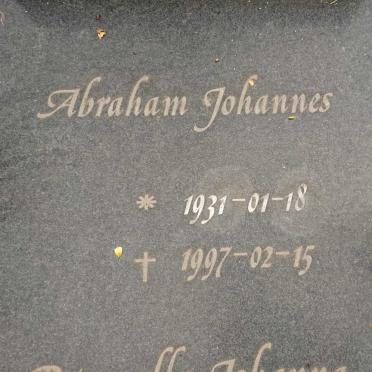 Abraham Johannes
* 1931-01-18
† 1997-02-15